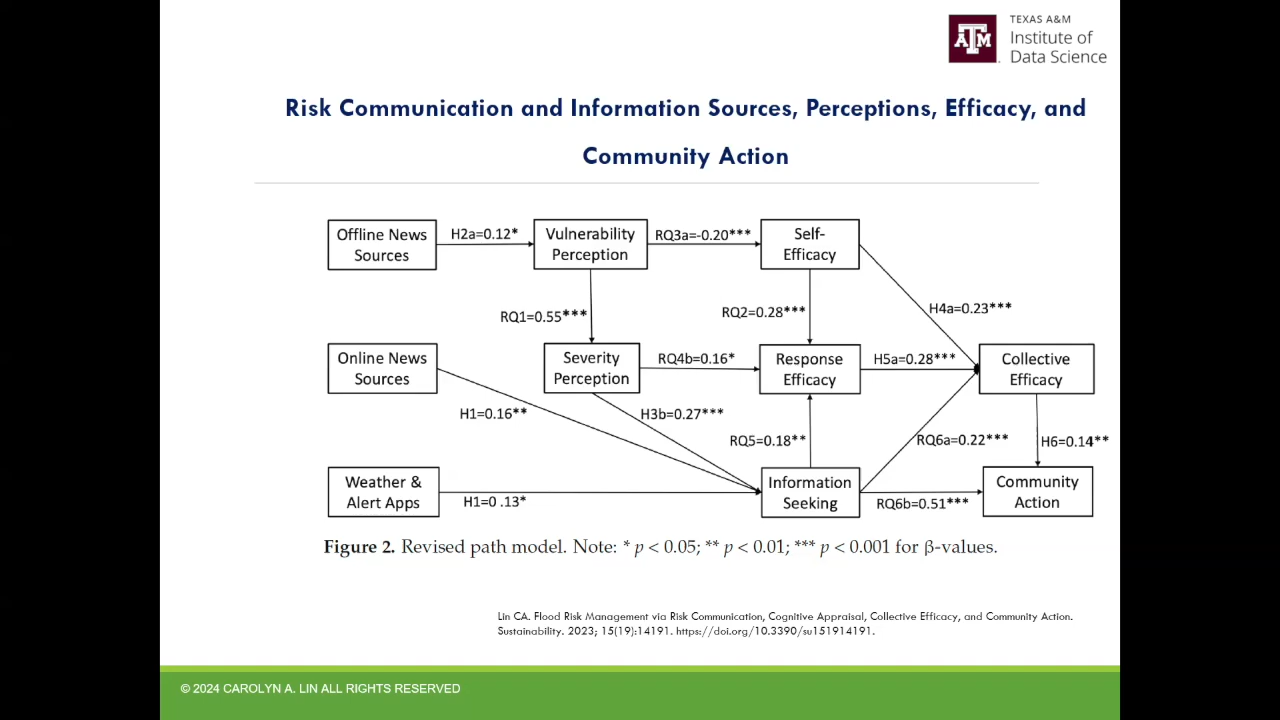 TEXAS A&M
Institute of
Data Science
ATM
Risk Communication and Information Sources, Perceptions, Efficacy, and
Community Action
Offline News
Sources
H2a=0.12*
Vulnerability
Perception
RQ3a=-0.20***
Self-
Efficacy
RQ1=0.55***
RQ2=0.28***
H4a=0.23***
Online News
Sources
Severity
Perception
RQ4b=0.16*
Response
Efficacy
H5a=0.28***
Collective
Efficacy
H1=0.16**
H3b=0.27***
RQ5=0.18**
RQ6a=0.22***
H6=0.14**
Weather &
Alert Apps
H1=0 .13*
Information
Seeking
RQ6b=0.51***
Community
Action
Figure 2. Revised path model. Note: * p < 0.05; ** p < 0.01; *** p < 0.001 for β-values.
Lin CA. Flood Risk Management via Risk Communication, Cognitive Appraisal, Collective Efficacy, and Community Action.
Sustainability. 2023; 15(19):14191. https://doi.org/10.3390/su151914191.
© 2024 CAROLYN A. LIN ALL RIGHTS RESERVED